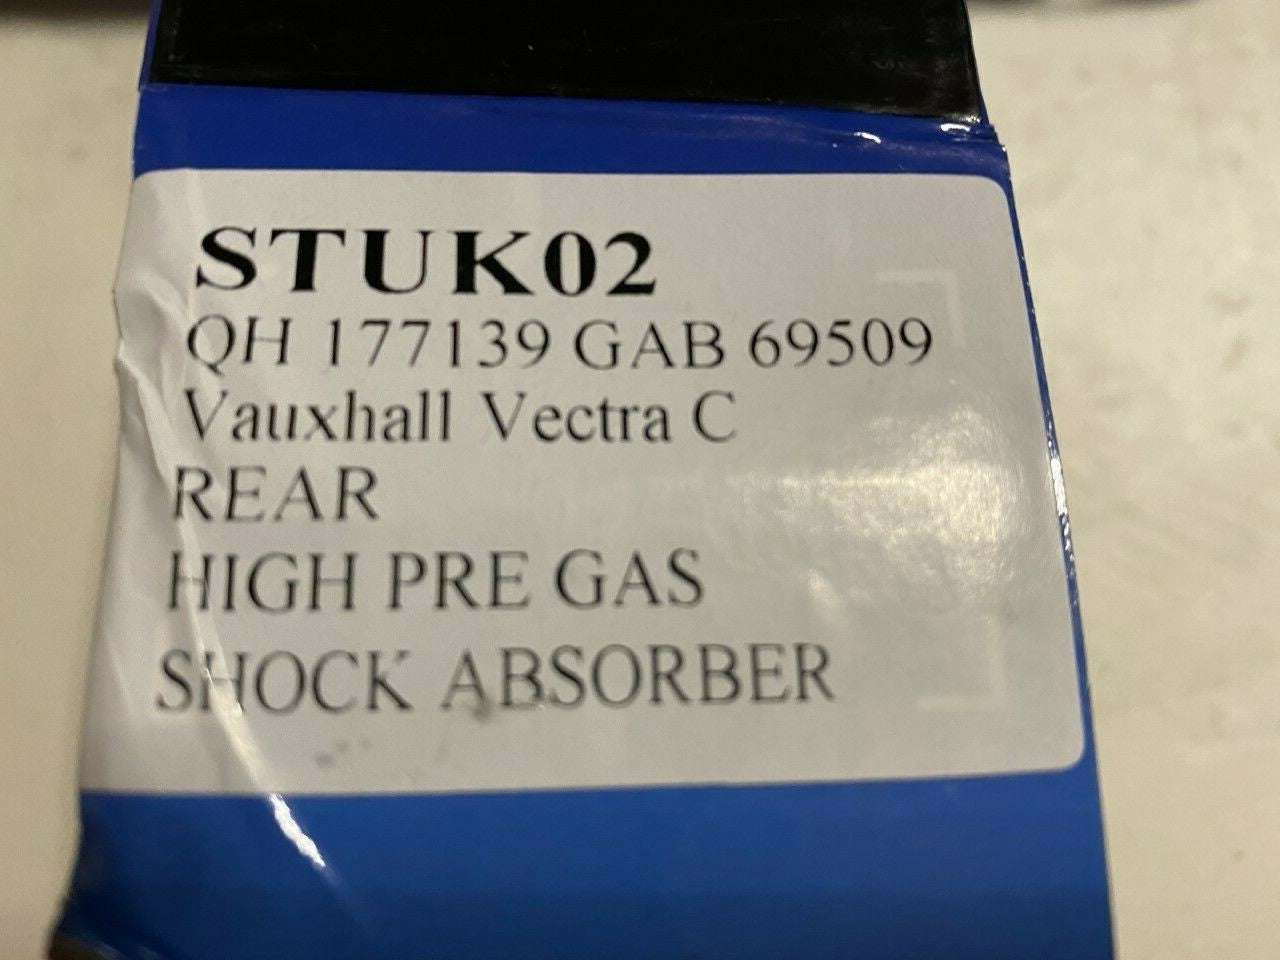 STUK02
QH 177139 GAB 69509
Vauxhall Vectra C
REAR
HIGH PRE GAS
SHOCK ABSORBER